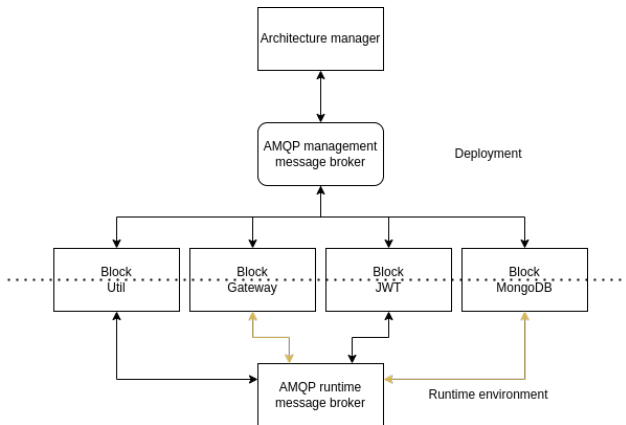 Architecture manager
AMQP management
message broker
Deployment
Block
Util
Block
Gateway
Block
JWT
Block
MongoDB
AMQP runtime
message broker
Runtime environment